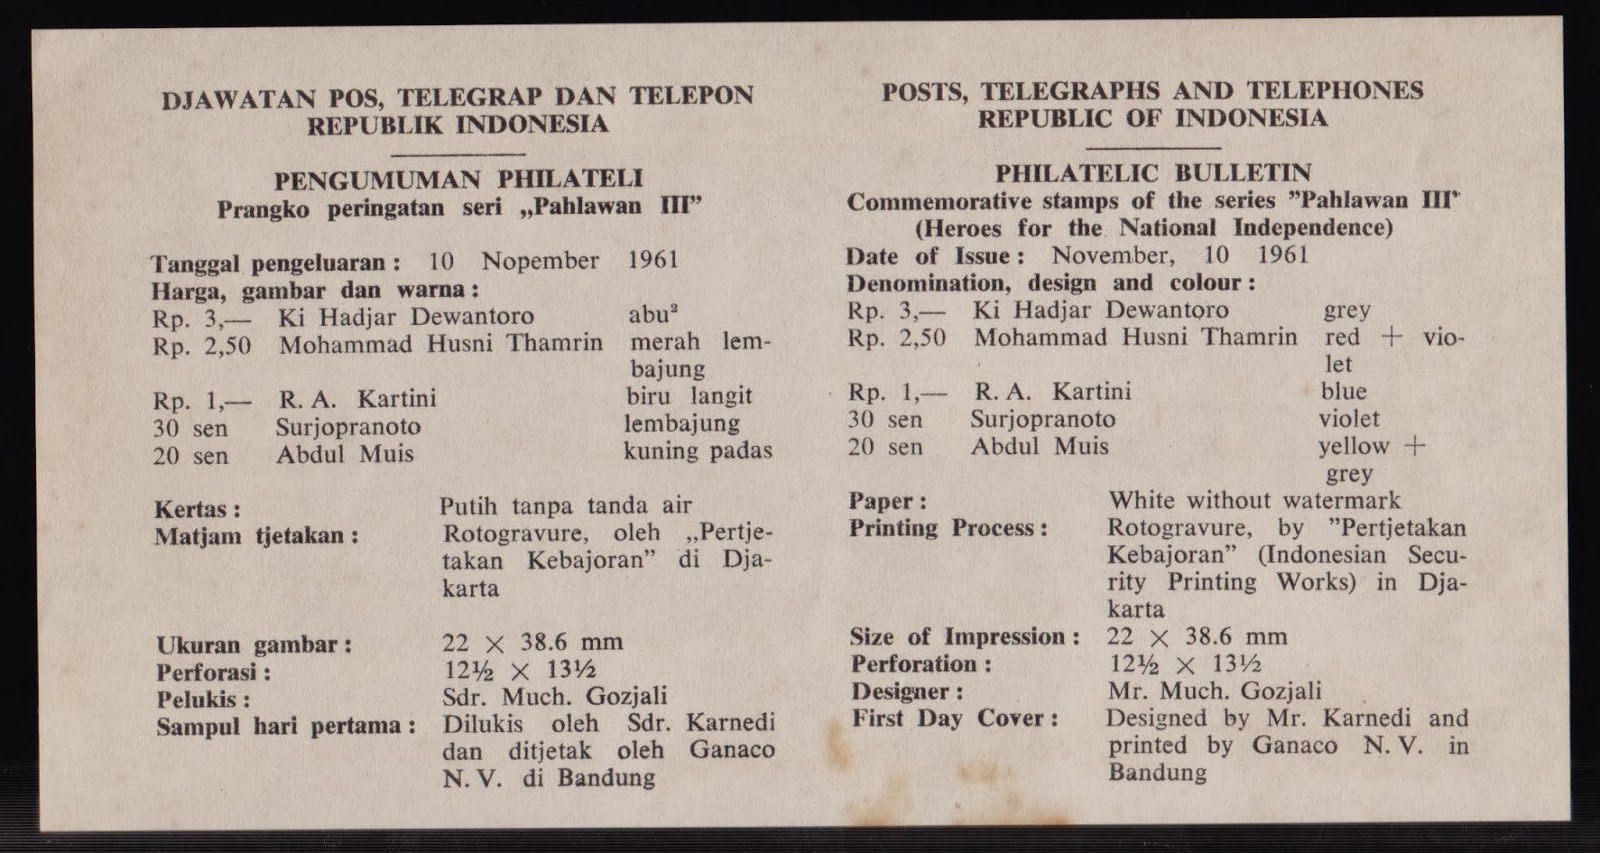 DJAWATAN POS, TELEGRAP DAN TELEPON
REPUBLIK INDONESIA
PENGUMUMAN PHILATELI
Prangko peringatan seri „Pahlawan III”
Tanggal pengeluaran : 10 Nopember 1961
Harga, gambar dan warna :
Rp. 3,— Ki Hadjar Dewantoro abu²
Rp. 2,50 Mohammad Husni Thamrin merah lem-
bajung
Rp. 1,— R. A. Kartini biru langit
30 sen Surjopranoto lembajung
20 sen Abdul Muis kuning padas
Kertas : Putih tanpa tanda air
Matjam tjetakan : Rotogravure, oleh „Pertje-
takan Kebajoran” di Dja-
karta
Ukuran gambar : 22 × 38.6 mm
Perforasi : 12½ × 13½
Pelukis : Sdr. Much. Gozjali
Sampul hari pertama : Dilukis oleh Sdr. Karnedi
dan ditjetak oleh Ganaco
N. V. di Bandung
POSTS, TELEGRAPHS AND TELEPHONES
REPUBLIC OF INDONESIA
PHILATELIC BULLETIN
Commemorative stamps of the series ”Pahlawan III”
(Heroes for the National Independence)
Date of Issue : November, 10 1961
Denomination, design and colour :
Rp. 3,— Ki Hadjar Dewantoro grey
Rp. 2,50 Mohammad Husni Thamrin red + vio-
let
Rp. 1,— R. A. Kartini blue
30 sen Surjopranoto violet
20 sen Abdul Muis yellow +
grey
Paper : White without watermark
Printing Process : Rotogravure, by ”Pertjetakan
Kebajoran” (Indonesian Secu-
rity Printing Works) in Dja-
karta
Size of Impression : 22 × 38.6 mm
Perforation : 12½ × 13½
Designer : Mr. Much. Gozjali
First Day Cover : Designed by Mr. Karnedi and
printed by Ganaco N. V. in
Bandung